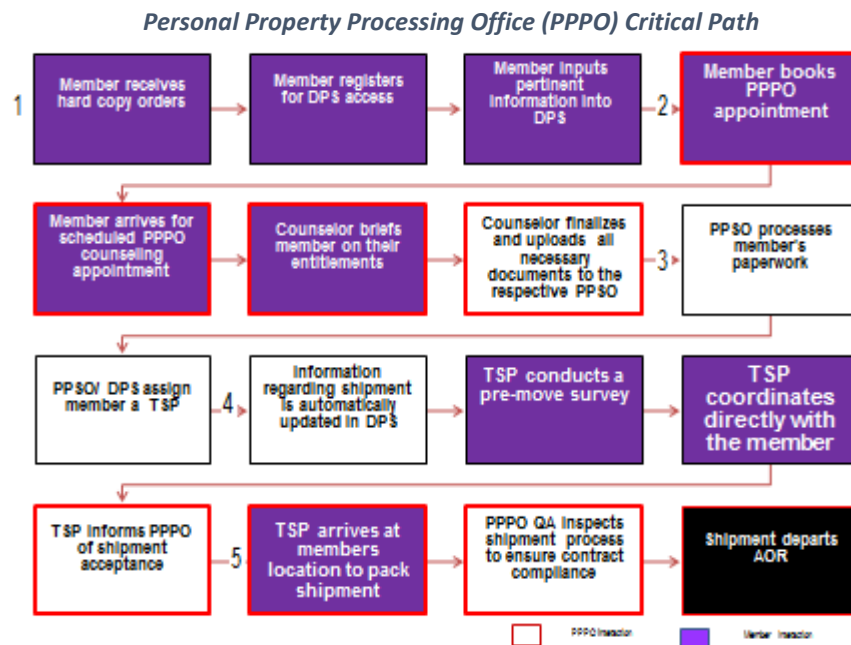 Personal Property Processing Office (PPPO) Critical Path
1
Member receives
hard copy orders
Member registers
for DPS access
Member inputs
pertinent
information into
DPS
2
Member books
PPPO
appointment
Member arrives for
scheduled PPPO
counseling
appointment
Counselor briefs
member on their
entitlements
Counselor finalizes
and uploads all
necessary
documents to the
respective PPSO
3
PPSO processes
member's
paperwork
PPSO/ DPS assign
member a TSP
4
Information
regarding shipment
is automatically
updated in DPS
TSP conducts a
pre-move survey
TSP
coordinates
directly with
the member
TSP informs PPPO
of shipment
acceptance
5
TSP arrives at
members
location to pack
shipment
PPPO QA inspects
shipment process
to ensure contract
compliance
Shipment departs
AOR
PPPO Interaction
Member Interaction